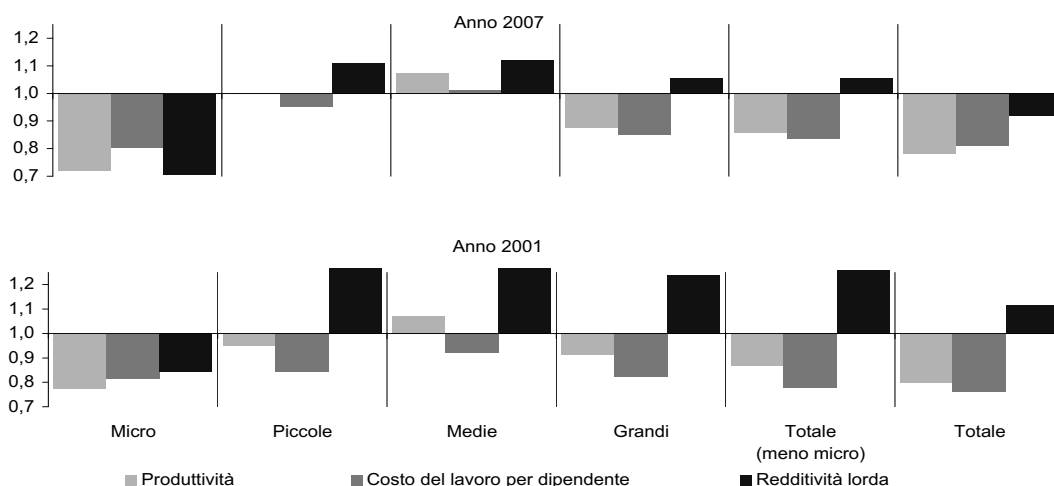 Anno 2007
1,2
1,1
1,0
0,9
0,8
0,7
Anno 2001
1,2
1,1
1,0
0,9
0,8
0,7
Micro Piccole Medie Grandi Totale Totale
(meno micro)
Produttività Costo del lavoro per dipendente Redditività lorda